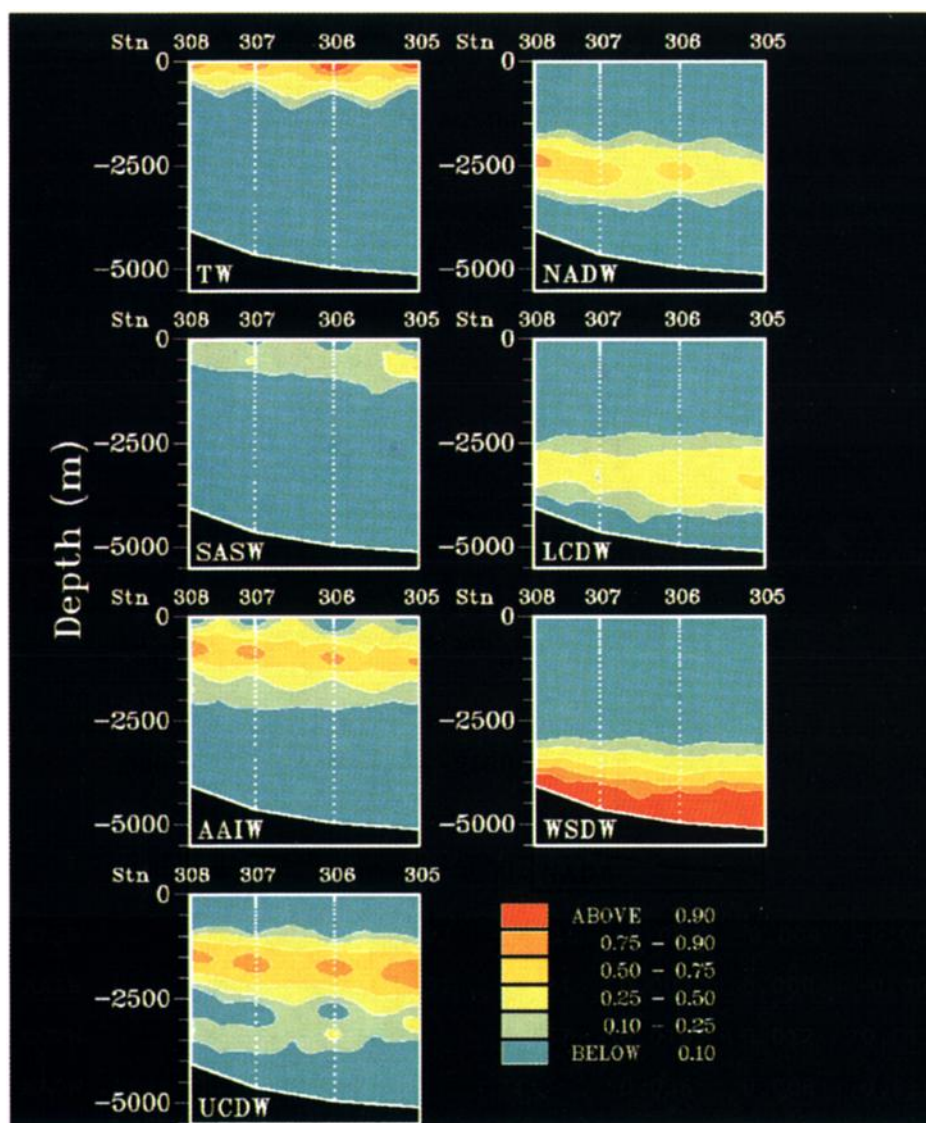 Stn 308 307 306 305
0
−2500
−5000
TW
Stn 308 307 306 305
0
−2500
−5000
NADW
Stn 308 307 306 305
0
−2500
−5000
SASW
Stn 308 307 306 305
0
−2500
−5000
LCDW
Depth (m)
Stn 308 307 306 305
0
−2500
−5000
AAIW
Stn 308 307 306 305
0
−2500
−5000
WSDW
Stn 308 307 306 305
0
−2500
−5000
UCDW
ABOVE 0.90
0.75 − 0.90
0.50 − 0.75
0.25 − 0.50
0.10 − 0.25
BELOW 0.10